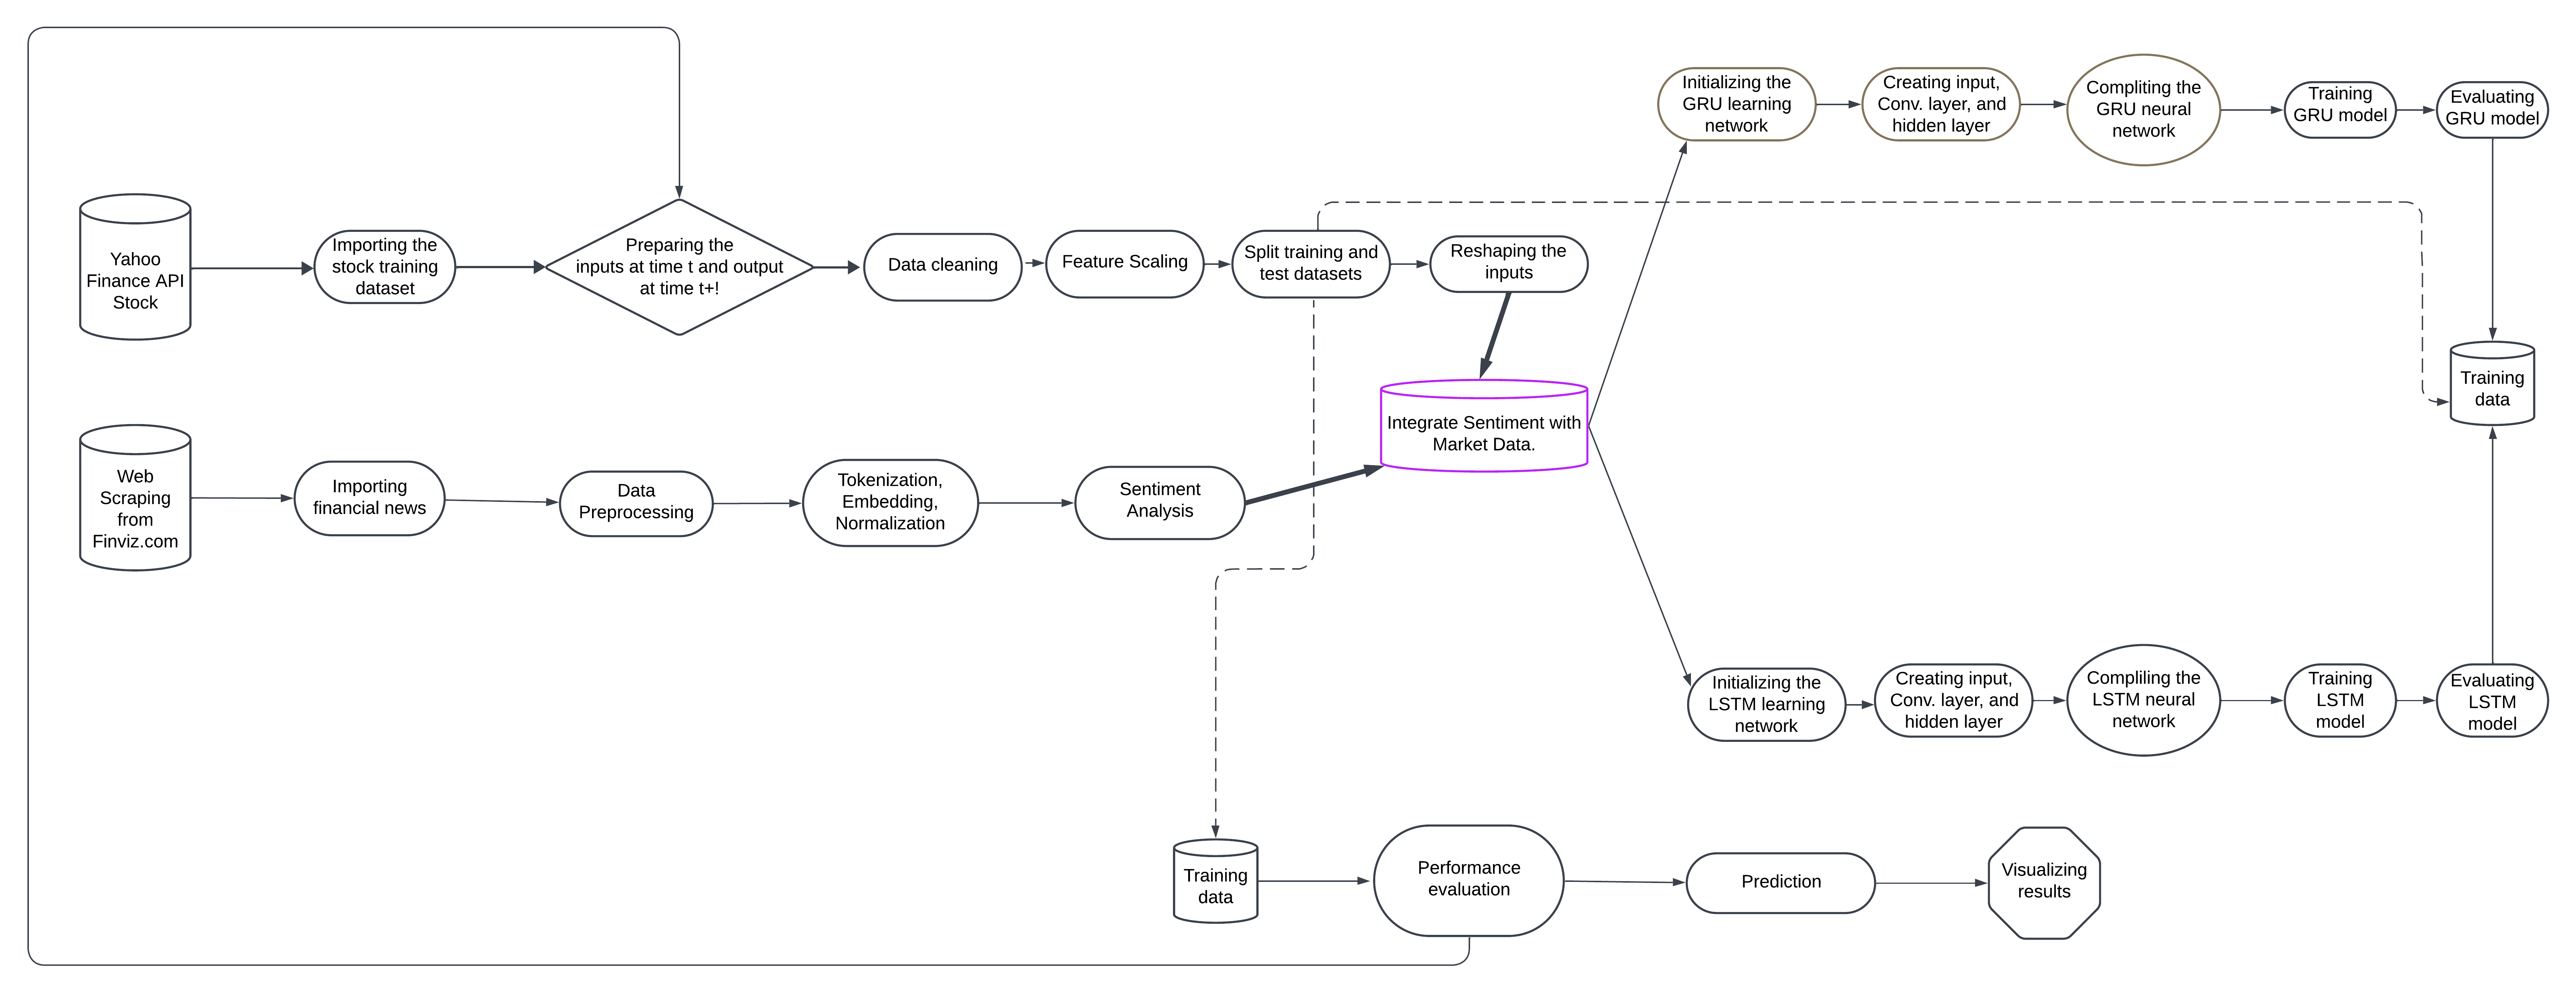 Initializing the
GRU learning
network
Creating input,
Conv. layer, and
hidden layer
Compliting the
GRU neural
network
Training
GRU model
Evaluating
GRU model
Yahoo
Finance API
Stock
Importing the
stock training
dataset
Preparing the
inputs at time t and output
at time t+!
Data cleaning
Feature Scaling
Split training and
test datasets
Reshaping the
inputs
Training
data
Integrate Sentiment with
Market Data.
Web
Scraping
from
Finviz.com
Importing
financial news
Data
Preprocessing
Tokenization,
Embedding,
Normalization
Sentiment
Analysis
Initializing the
LSTM learning
network
Creating input,
Conv. layer, and
hidden layer
Compliling the
LSTM neural
network
Training
LSTM
model
Evaluating
LSTM
model
Training
data
Performance
evaluation
Prediction
Visualizing
results